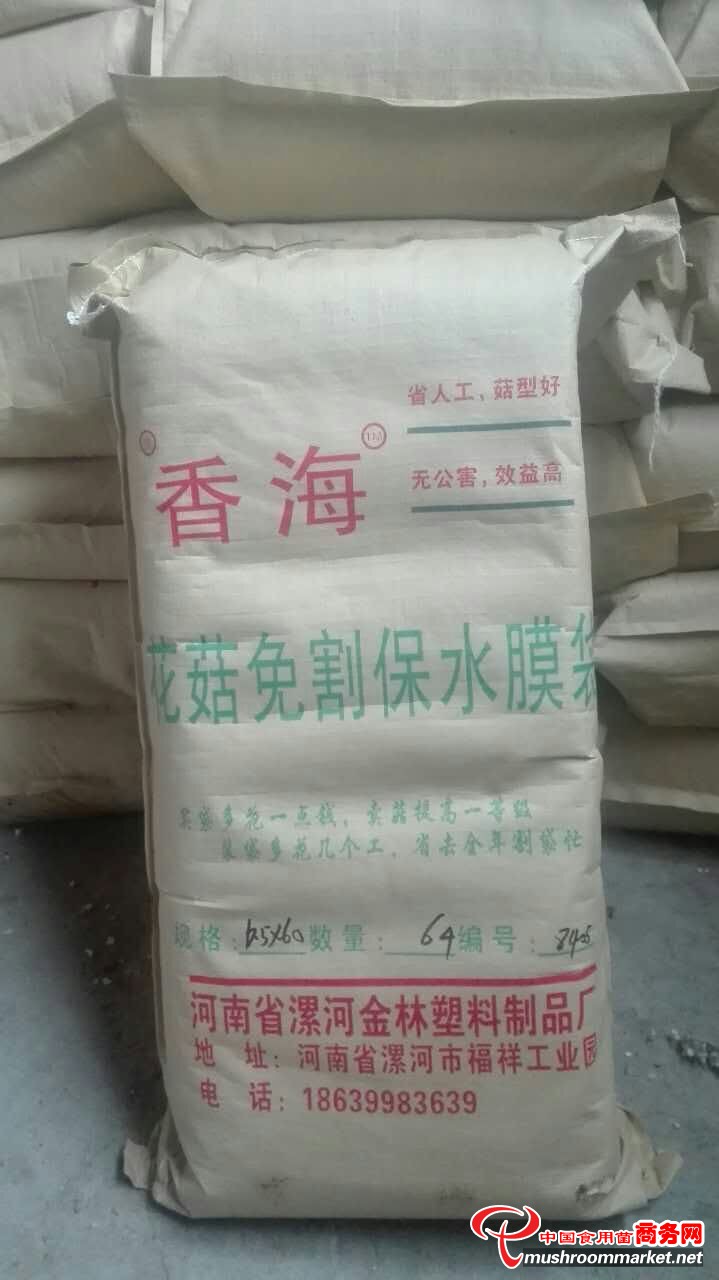 省人工，菇型好
TM
香海
无公害，效益高
花菇免割保水膜袋
买袋多花一点钱，卖菇提高一等级
装袋多花几个工，省去全年割袋忙
规格： 数量：64 编号：
河南省漯河金林塑料制品厂
地 址：河南省漯河市福祥工业园
电 话：18639983639
中国食用菌商务网
mushroommarket.net